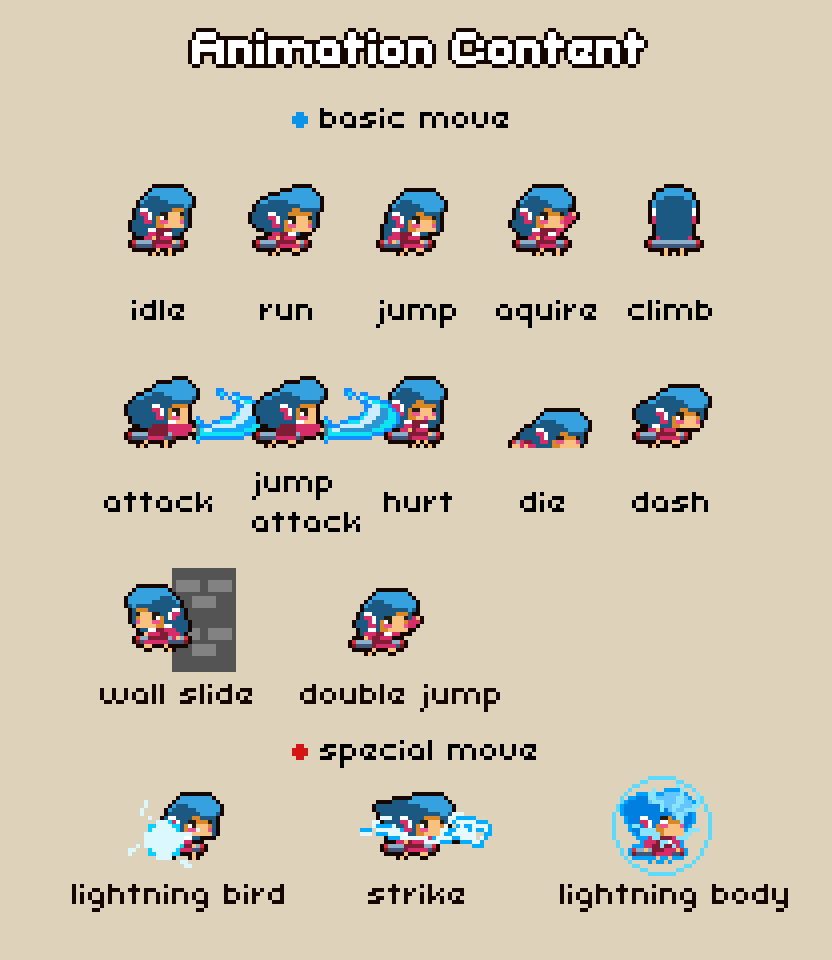 Animation Content
basic move
idle run jump aquire climb
attack jump attack hurt die dash
wall slide double jump
special move
lightning bird strike lightning body